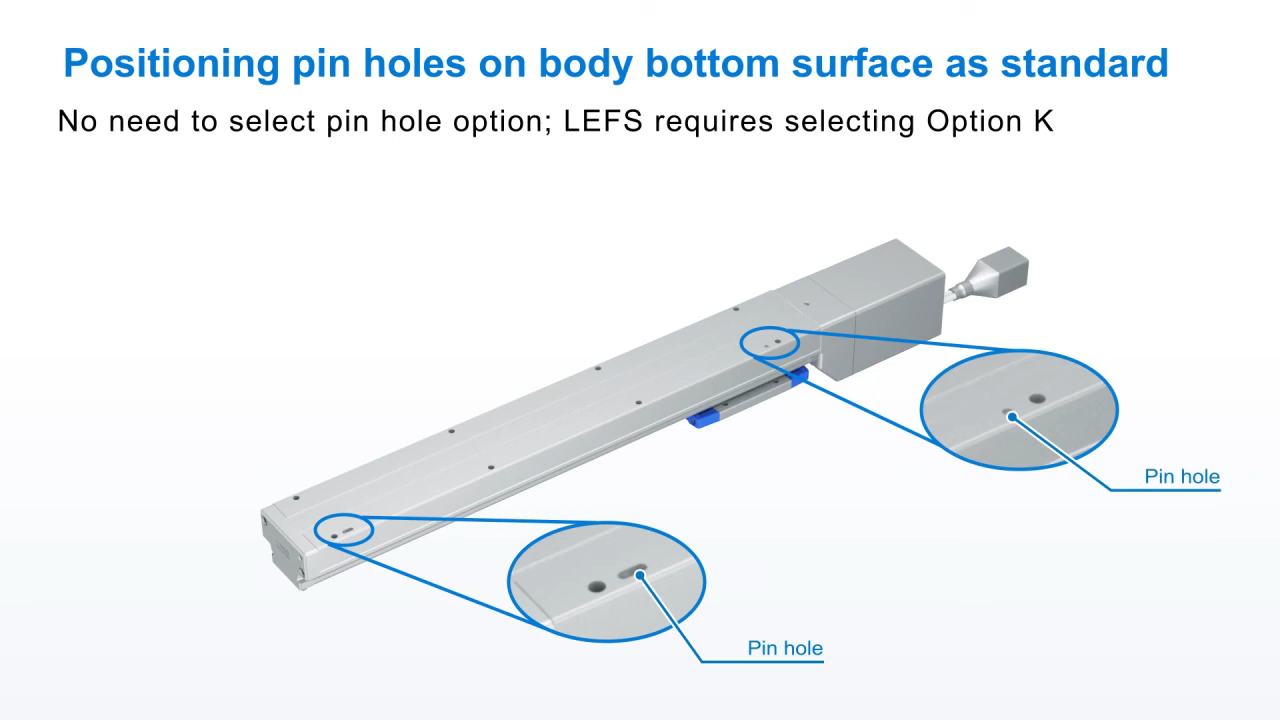 Positioning pin holes on body bottom surface as standard
No need to select pin hole option; LEFS requires selecting Option K
Pin hole
Pin hole